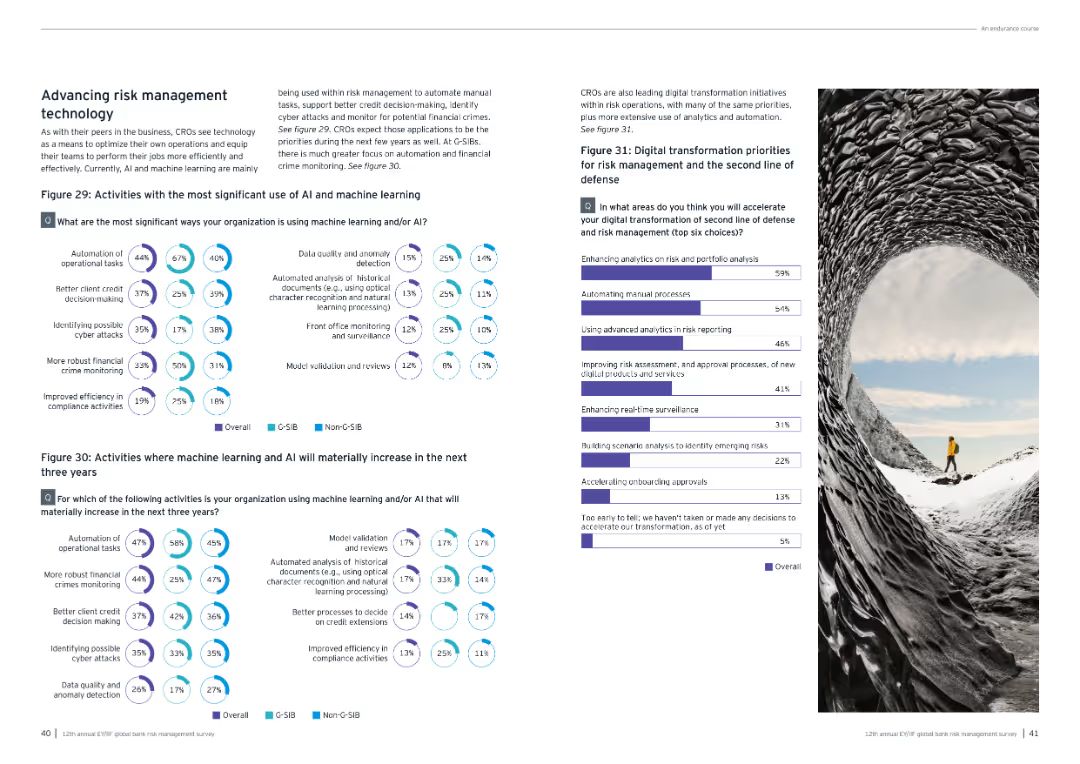 An endurance course
Advancing risk management
technology
As with their peers in the business, CROs see technology
as a means to optimize their own operations and equip
their teams to perform their jobs more efficiently and
effectively. Currently, AI and machine learning are mainly
being used within risk management to automate manual
tasks, support better credit decision-making, identify
cyber attacks and monitor for potential financial crimes.
See figure 29. CROs expect those applications to be the
priorities during the next few years as well. At G-SIBs,
there is much greater focus on automation and financial
crime monitoring. See figure 30.
Figure 29: Activities with the most significant use of AI and machine learning
Q What are the most significant ways your organization is using machine learning and/or AI?
Automation of
operational tasks
44% 67% 40%
Better client credit
decision-making
37% 25% 39%
Identifying possible
cyber attacks
35% 17% 38%
More robust financial
crime monitoring
33% 50% 31%
Improved efficiency in
compliance activities
19% 25% 18%
Data quality and anomaly
detection
15% 25% 14%
Automated analysis of historical
documents (e.g., using optical
character recognition and natural
learning processing)
13% 25% 11%
Front office monitoring
and surveillance
12% 25% 10%
Model validation and reviews
12% 8% 13%
Overall G-SIB Non-G-SIB
Figure 30: Activities where machine learning and AI will materially increase in the next
three years
Q For which of the following activities is your organization using machine learning and/or AI that will
materially increase in the next three years?
Automation of
operational tasks
47% 58% 45%
More robust financial
crimes monitoring
44% 25% 47%
Better client credit
decision making
37% 42% 36%
Identifying possible
cyber attacks
35% 33% 35%
Data quality and
anomaly detection
26% 17% 27%
Model validation
and reviews
17% 17% 17%
Automated analysis of historical
documents (e.g., using optical
character recognition and natural
learning processing)
17% 33% 14%
Better processes to decide
on credit extensions
14% 17%
Improved efficiency in
compliance activities
13% 25% 11%
Overall G-SIB Non-G-SIB
40 | 12th annual EY/IIF global bank risk management survey
CROs are also leading digital transformation initiatives
within risk operations, with many of the same priorities,
plus more extensive use of analytics and automation.
See figure 31.
Figure 31: Digital transformation priorities
for risk management and the second line of
defense
Q In what areas do you think you will accelerate
your digital transformation of second line of defense
and risk management (top six choices)?
Enhancing analytics on risk and portfolio analysis
59%
Automating manual processes
54%
Using advanced analytics in risk reporting
46%
Improving risk assessment, and approval processes, of new
digital products and services
41%
Enhancing real-time surveillance
31%
Building scenario analysis to identify emerging risks
22%
Accelerating onboarding approvals
13%
Too early to tell; we haven't taken or made any decisions to
accelerate our transformation, as of yet
5%
Overall
12th annual EY/IIF global bank risk management survey | 41